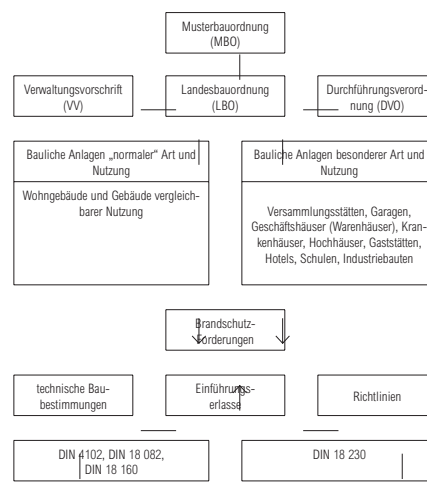 Musterbauordnung
(MBO)
Verwaltungsvorschrift
(VV)
Landesbauordnung
(LBO)
Durchführungsverord-
nung (DVO)
Bauliche Anlagen „normaler“ Art und
Nutzung
Wohngebäude und Gebäude vergleich-
barer Nutzung
Bauliche Anlagen besonderer Art und
Nutzung
Versammlungsstätten, Garagen,
Geschäftshäuser (Warenhäuser), Kran-
kenhäuser, Hochhäuser, Gaststätten,
Hotels, Schulen, Industriebauten
Brandschutz-
Forderungen
technische Bau-
bestimmungen
Einführungs-
erlasse
Richtlinien
DIN 4102, DIN 18 082,
DIN 18 160
DIN 18 230